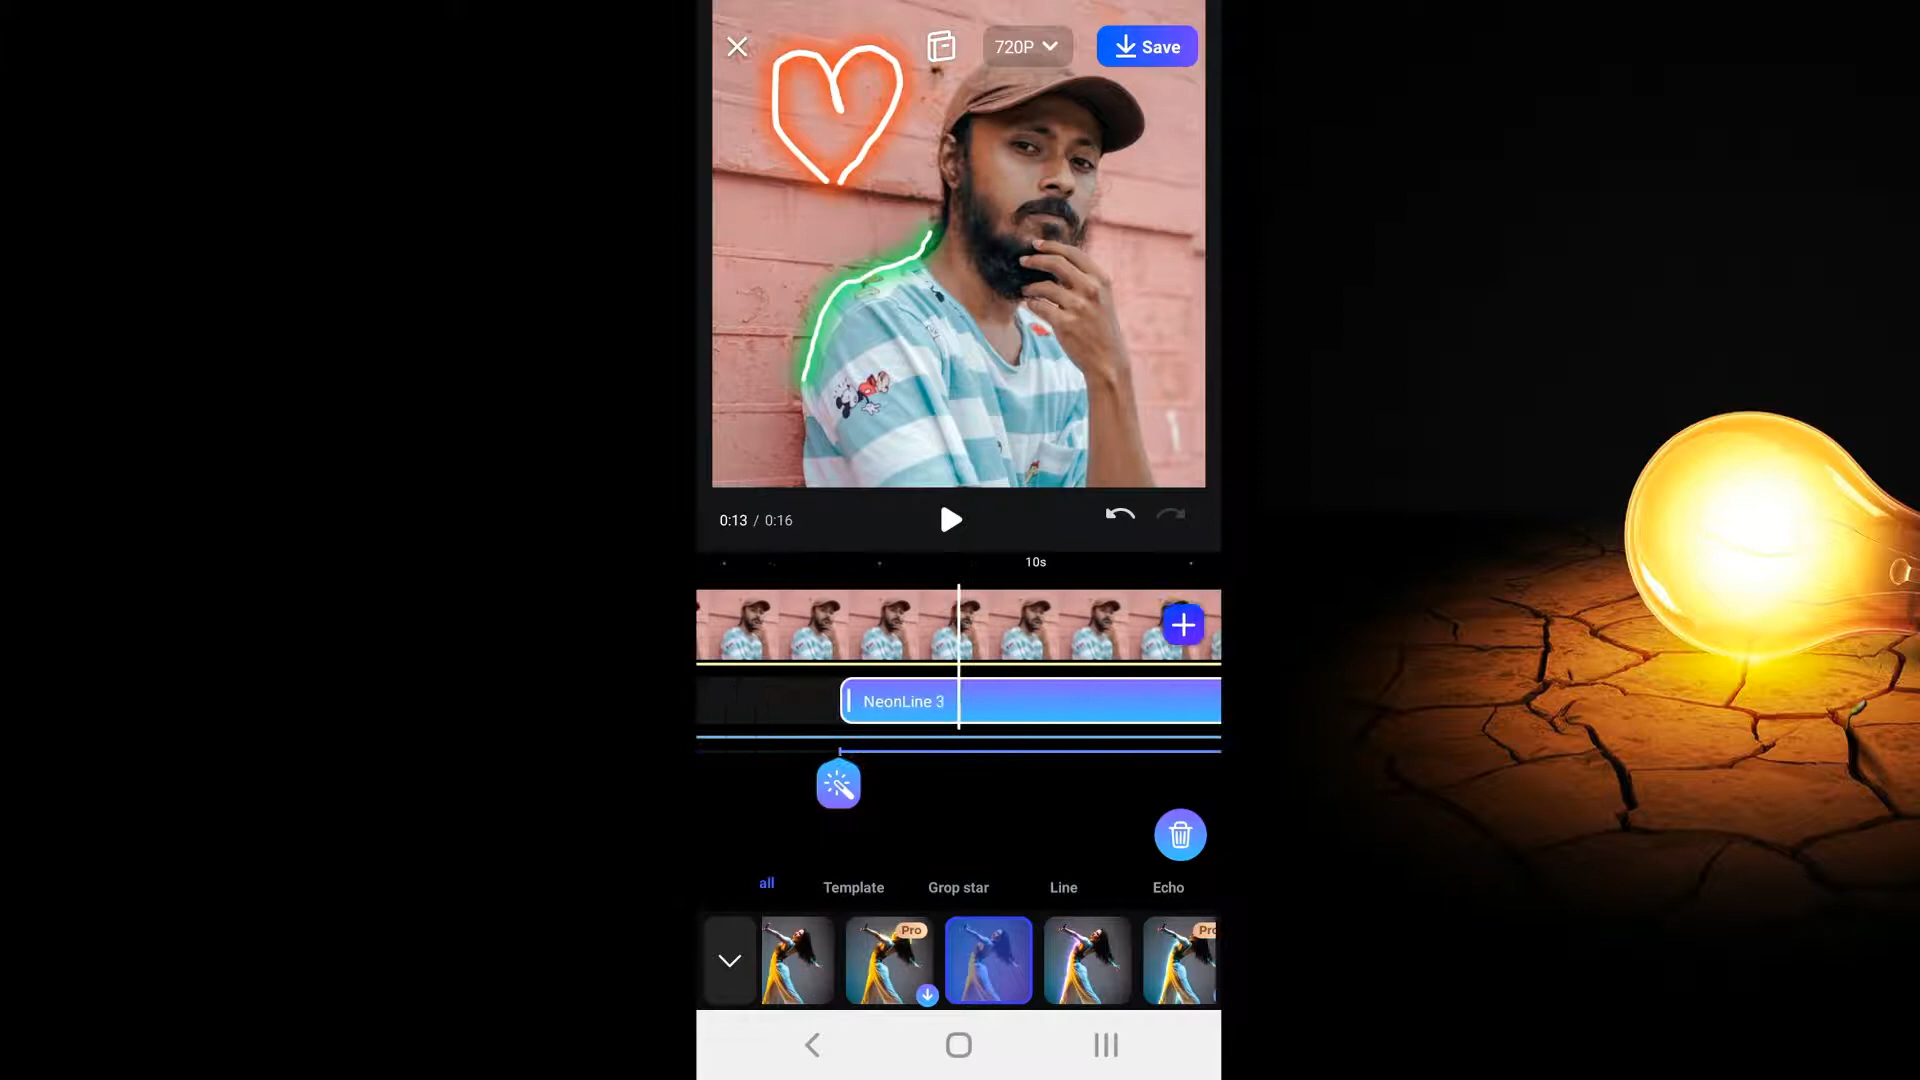 720P
Save
0:13 / 0:16
10s
NeonLine 3
all
Template
Grop star
Line
Echo
Pro
Pro